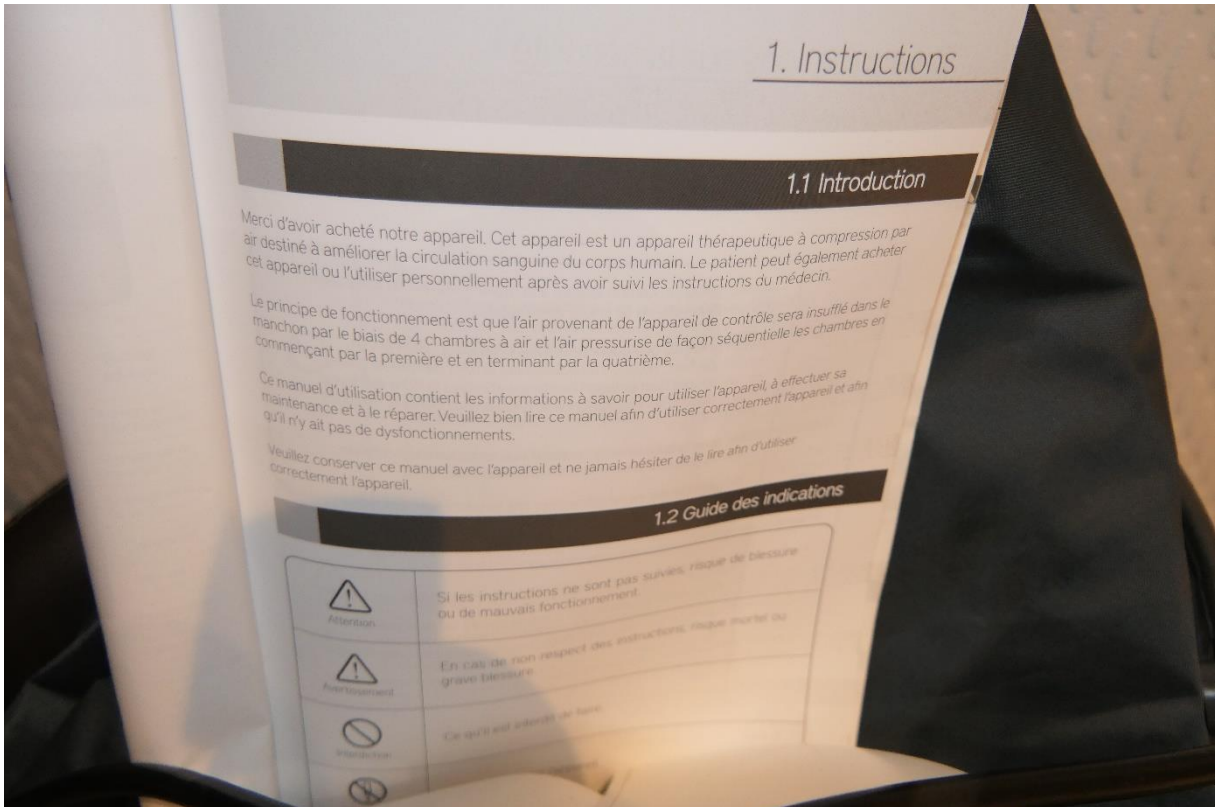 1. Instructions
1.1 Introduction
Merci d'avoir acheté notre appareil. Cet appareil est un appareil thérapeutique à compression par
air destiné à améliorer la circulation sanguine du corps humain. Le patient peut également acheter
cet appareil ou l'utiliser personnellement après avoir suivi les instructions du médecin.
Le principe de fonctionnement est que l'air provenant de l'appareil de contrôle sera insufflé dans le
manchon par le biais de 4 chambres à air et l'air pressurise de façon séquentielle les chambres en
commençant par la première et en terminant par la quatrième.
Ce manuel d'utilisation contient les informations à savoir pour utiliser l'appareil, à effectuer sa
maintenance et à le réparer. Veuillez bien lire ce manuel afin d'utiliser correctement l'appareil et afin
qu'il n'y ait pas de dysfonctionnements.
Veuillez conserver ce manuel avec l'appareil et ne jamais hésiter de le lire afin d'utiliser
correctement l'appareil.
1.2 Guide des indications
Attention
Si les instructions ne sont pas suivies, risque de blessure
ou de mauvais fonctionnement.
Avertissement
En cas de non respect des instructions, risque mortel ou
grave blessure
Interdiction
Ce qu'il est interdit de faire.